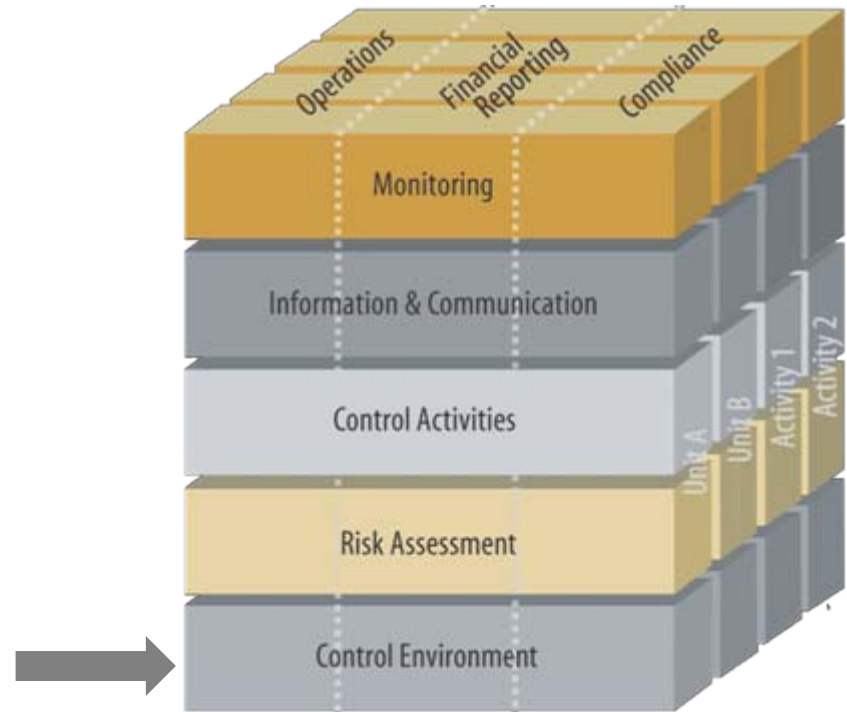 Operations
Financial
Reporting
Compliance
Monitoring
Information & Communication
Control Activities
Risk Assessment
Control Environment
Unit A
Unit B
Activity 1
Activity 2